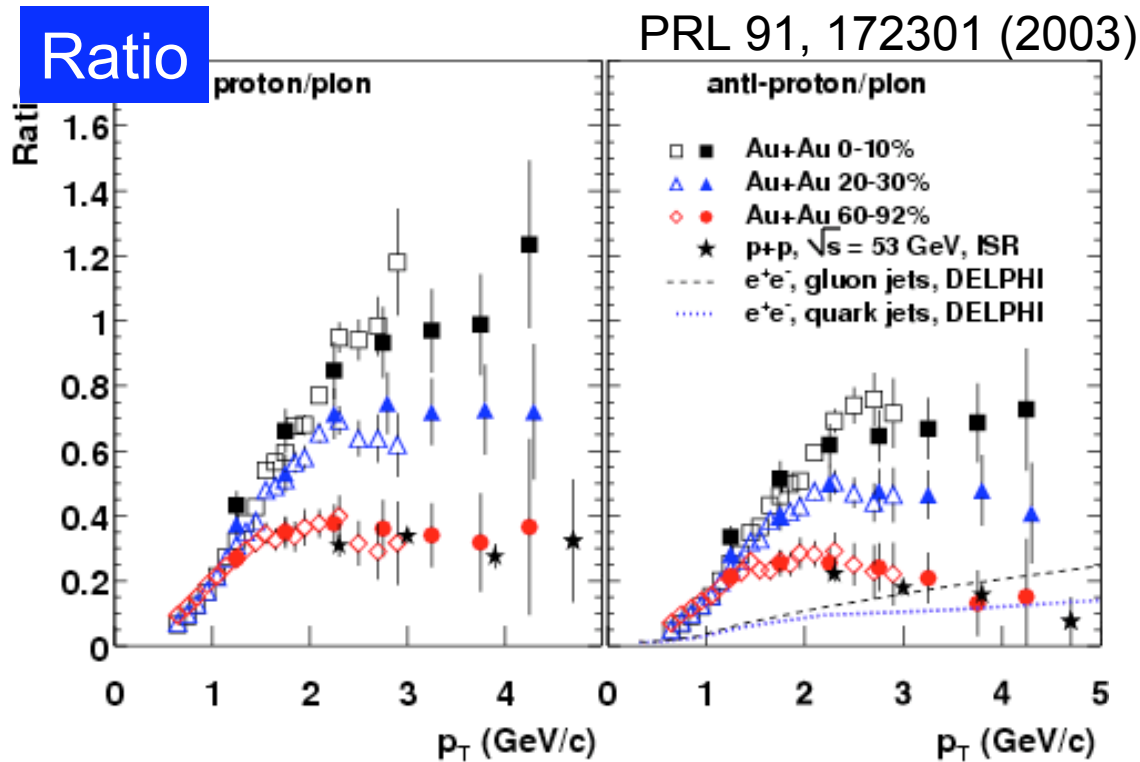 Ratio
PRL 91, 172301 (2003)
Rati
proton/pion
anti-proton/pion
1.6
1.4
1.2
1
0.8
0.6
0.4
0.2
0
Au+Au 0-10%
Au+Au 20-30%
Au+Au 60-92%
p+p, √s = 53 GeV, ISR
e⁺e⁻, gluon jets, DELPHI
e⁺e⁻, quark jets, DELPHI
0 1 2 3 4 0 1 2 3 4 5
p_T (GeV/c) p_T (GeV/c)